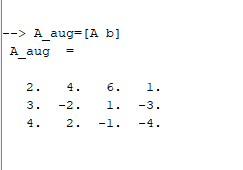 --> A_aug=[A b]
A_aug =
2. 4. 6. 1.
3. -2. 1. -3.
4. 2. -1. -4.